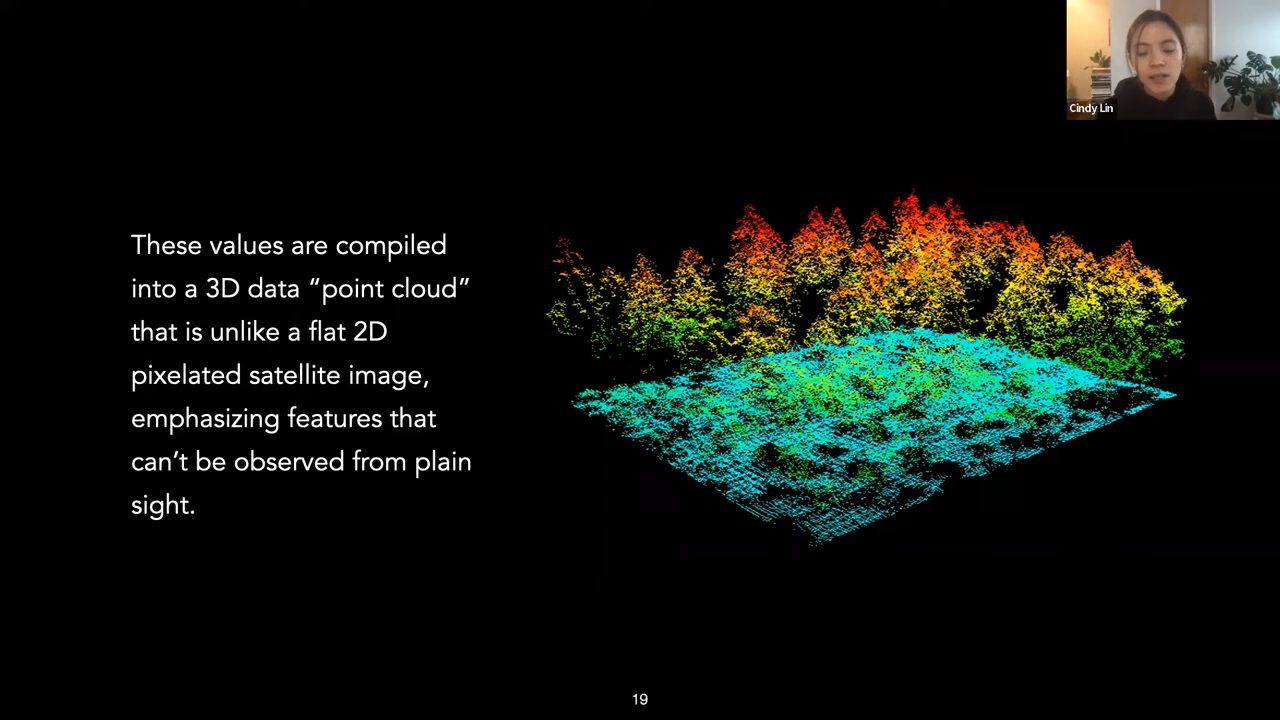 Cindy Lin
These values are compiled
into a 3D data “point cloud”
that is unlike a flat 2D
pixelated satellite image,
emphasizing features that
can’t be observed from plain
sight.
19